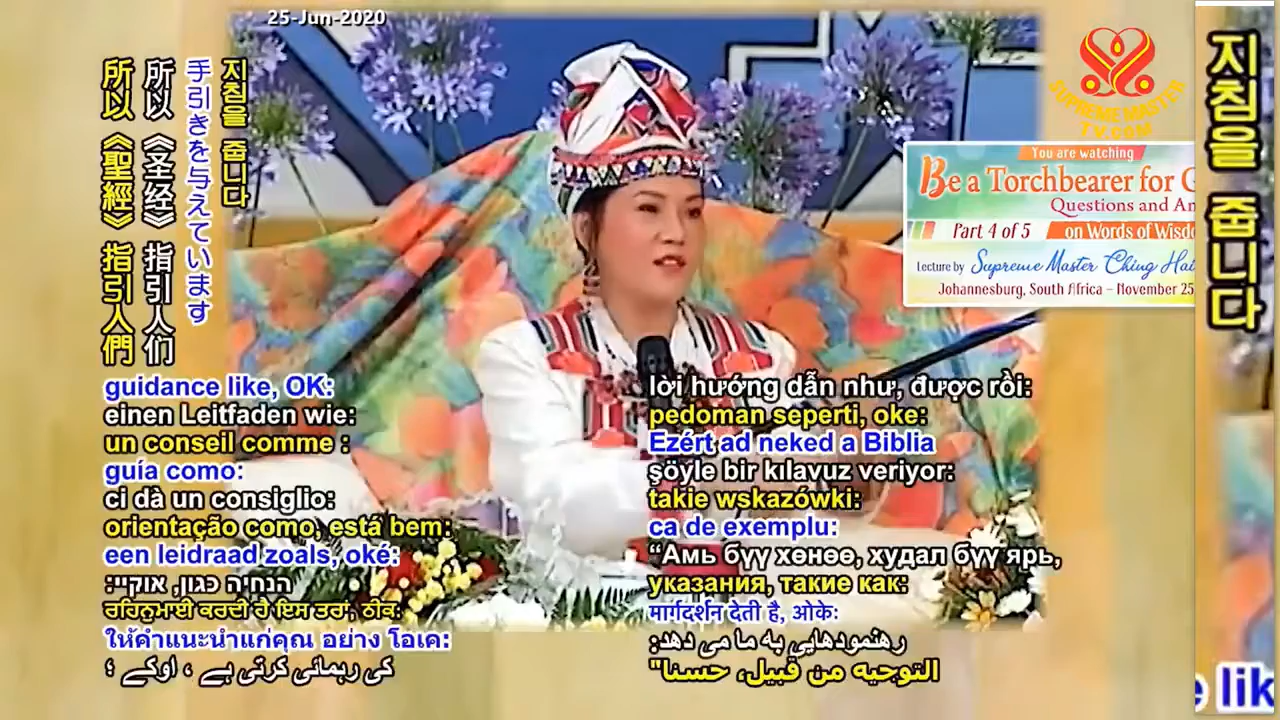 25-Jun-2020
SUPREME MASTER
TV.COM
You are watching
Be a Torchbearer for G
Questions and An
Part 4 of 5
on Words of Wisdo
Lecture by Supreme Master Ching Hai
Johannesburg, South Africa – November 25
지침을 줍니다
手引きを与えています
所以《圣经》指引人们
所以《聖經》指引人們
guidance like, OK:
einen Leitfaden wie:
un conseil comme :
guía como:
ci dà un consiglio:
orientação como, está bem:
een leidraad zoals, oké:
הנחיה כגון, אוקיי:
ਰਹਿਨੁਮਾਈ ਕਰਦੀ ਹੈ ਇਸ ਤਰਾਂ, ਠੀਕ:
ให้คำแนะนำแก่คุณ อย่าง โอเค:
کی رہنمائی کرتی ہے ، اوکے ؛
lời hướng dẫn như, được rồi:
pedoman seperti, oke:
Ezért ad neked a Biblia
şöyle bir kılavuz veriyor:
takie wskazówki:
ca de exemplu:
“Амь бүү хөнөө, худал бүү ярь,
указания, такие как:
मार्गदर्शन देती है, ओके:
رهنمودهایی به ما می دهد:
التوجيه من قبيل، حسنا"
지침을 줍니다
e lik